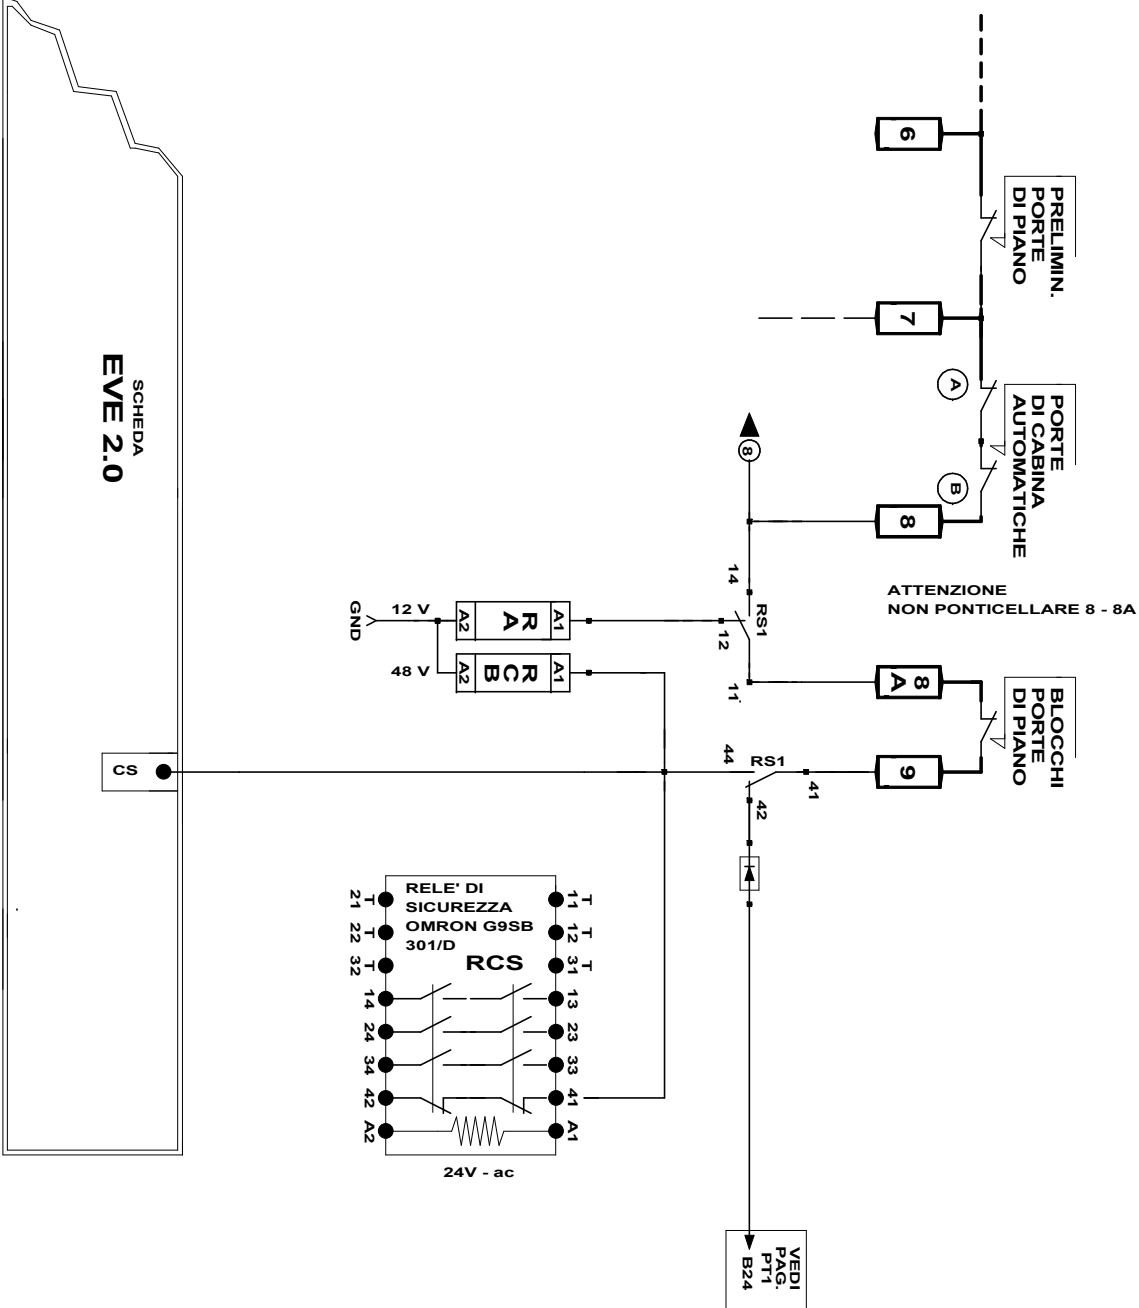 6
PRELIMIN.
PORTE
DI PIANO
7
A
PORTE
DI CABINA
AUTOMATICHE
B
8
8
ATTENZIONE
NON PONTICELLARE 8 - 8A
14
RS1
12
11
GND
12 V
A2
R
A
A1
48 V
A2
R
CB
A1
8
A
BLOCCHI
PORTE
DI PIANO
9
44
RS1
41
42
SCHEDA
EVE 2.0
CS
RELE' DI
SICUREZZA
OMRON G9SB
301/D
RCS
T
21
T
22
T
32
14
24
34
42
A2
T
11
T
12
T
31
13
23
33
41
A1
24V - ac
VEDI
PAG.
PT1
B24